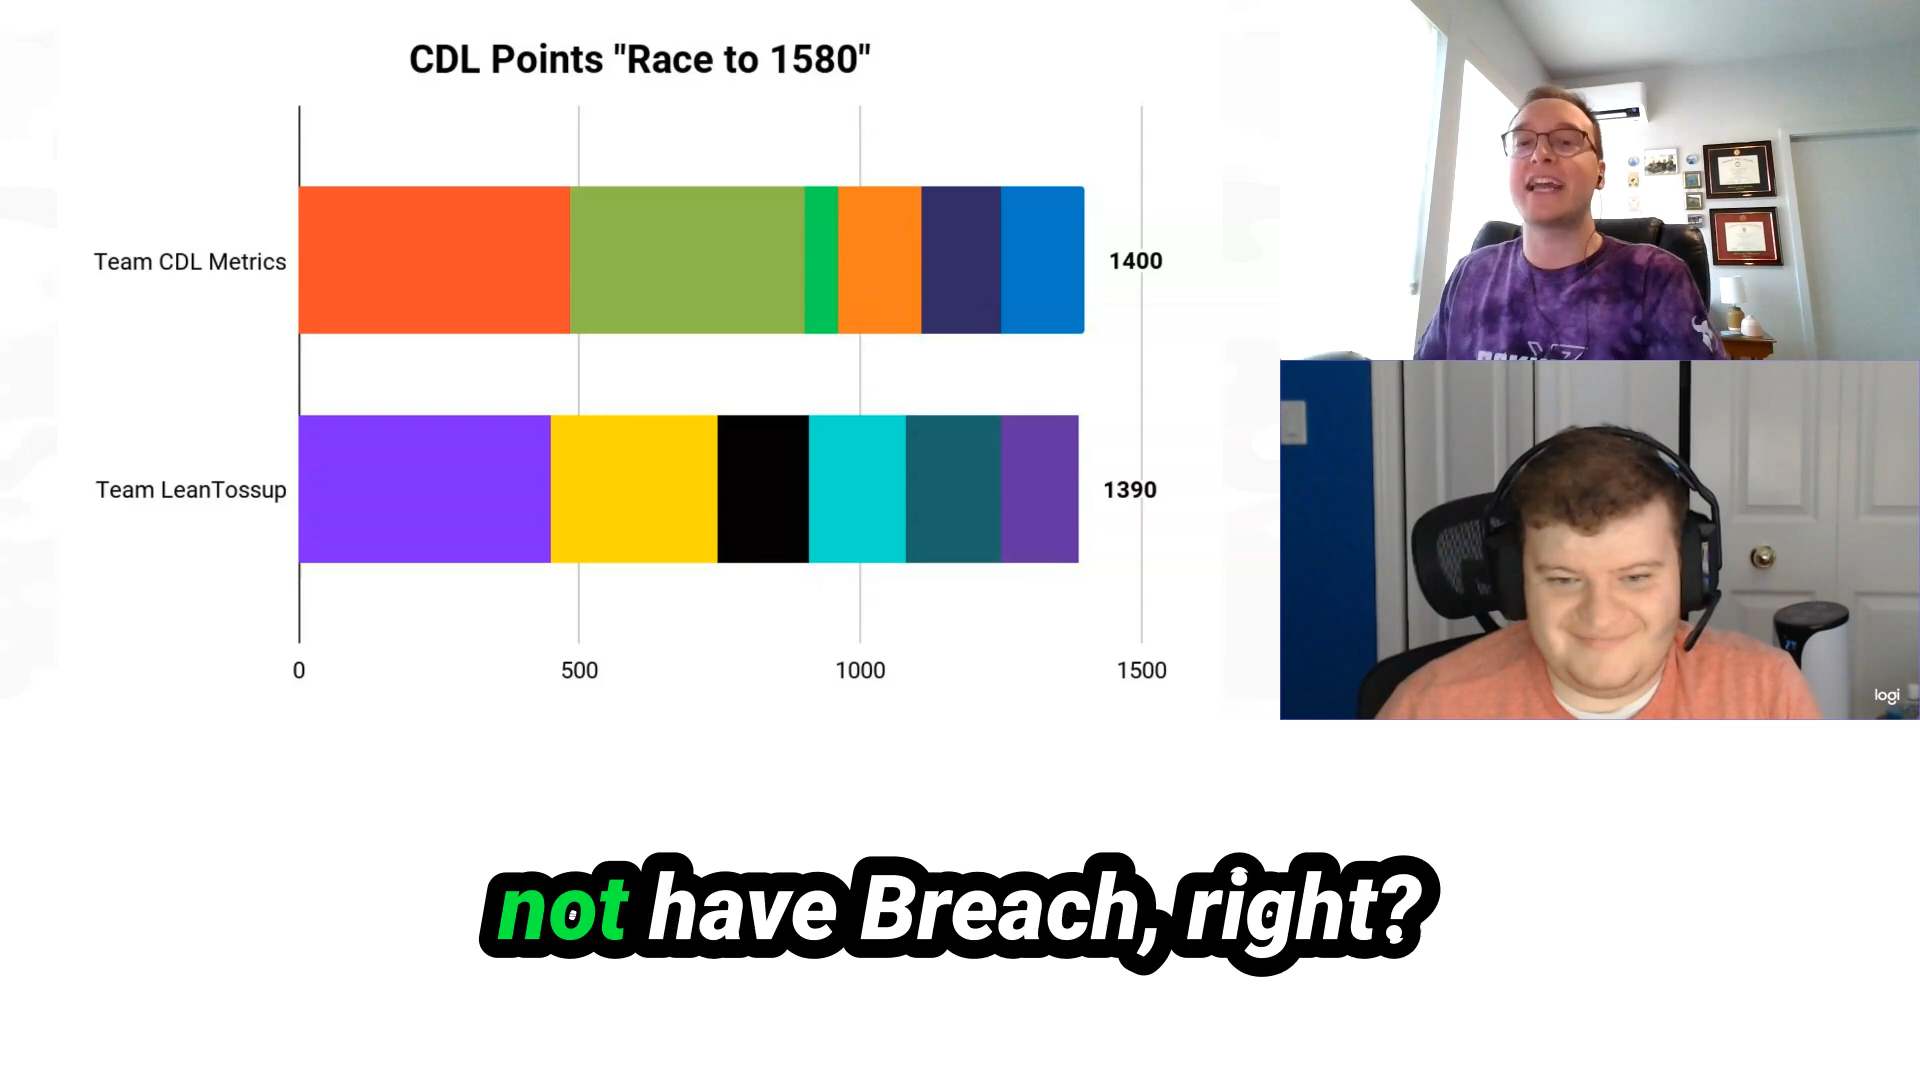 CDL Points "Race to 1580"
Team CDL Metrics
1400
Team LeanTossup
1390
0
500
1000
1500
logi
not have Breach, right?